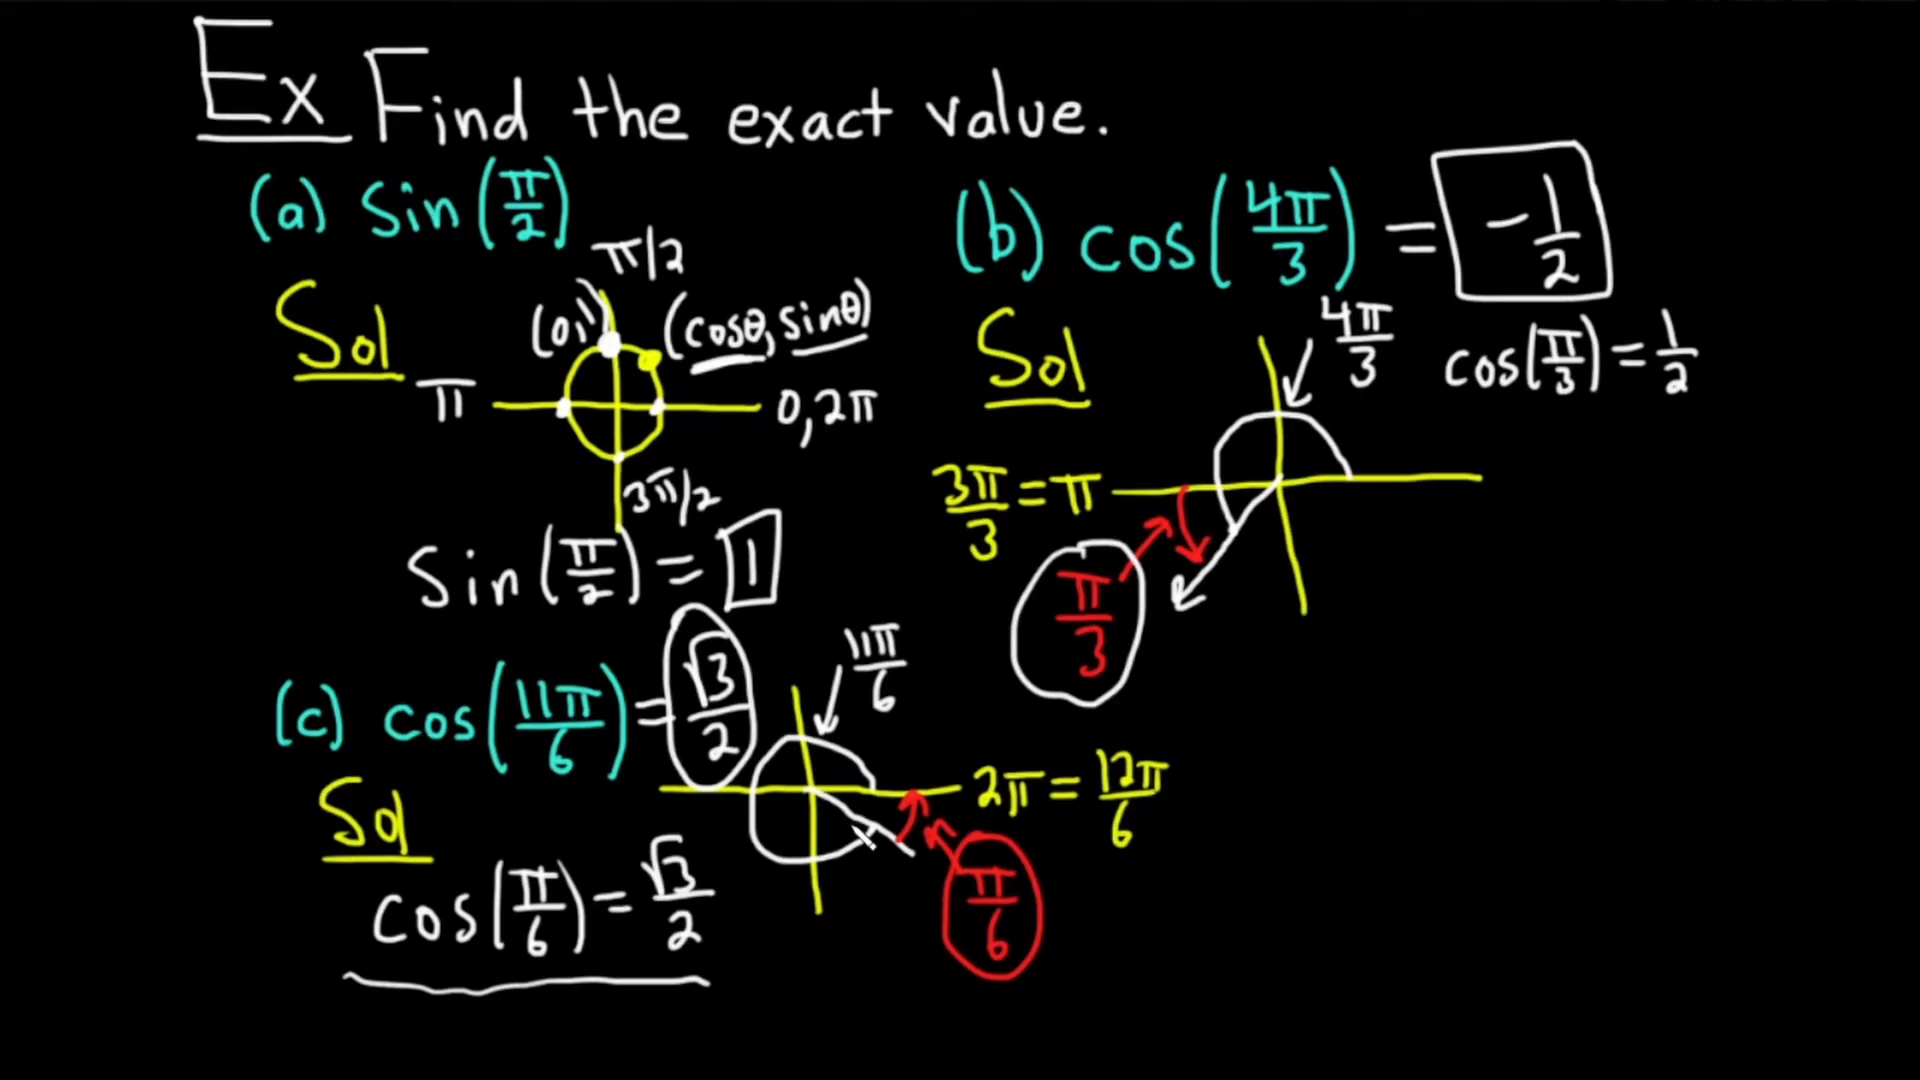 Ex Find the exact value.
(a) sin(π/2)
π/2
(0,1)
(cosθ, sinθ)
Sol
π
0, 2π
3π/2
sin(π/2) = 1
(b) cos(4π/3) = -1/2
Sol
4π/3
cos(π/3) = 1/2
3π/3 = π
π/3
(c) cos(11π/6) = √3/2
11π/6
Sol
2π = 12π/6
cos(π/6) = √3/2
π/6